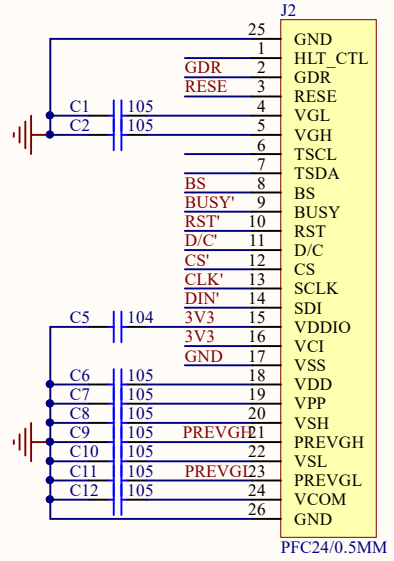 J2
25 GND
1 HLT_CTL
GDR 2 GDR
RESE 3 RESE
C1 105 4 VGL
C2 105 5 VGH
6 TSCL
7 TSDA
BS 8 BS
BUSY' 9 BUSY
RST' 10 RST
D/C' 11 D/C
CS' 12 CS
CLK' 13 SCLK
DIN' 14 SDI
C5 104 3V3 15 VDDIO
3V3 16 VCI
GND 17 VSS
C6 105 18 VDD
C7 105 19 VPP
C8 105 20 VSH
C9 105 PREVGH 21 PREVGH
C10 105 22 VSL
C11 105 PREVGL 23 PREVGL
C12 105 24 VCOM
26 GND
PFC24/0.5MM